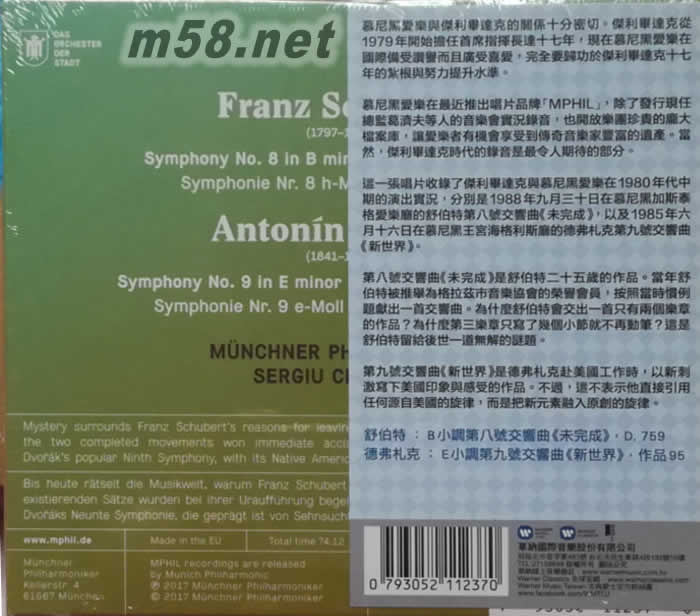 m58.net
DAS
ORCHESTER
DER
STADT
Franz Sc
(1797–1
Symphony No. 8 in B min
Symphonie Nr. 8 h-M
Antonín
(1841–1
Symphony No. 9 in E minor
Symphonie Nr. 9 e-Moll
MÜNCHNER PH
SERGIU C
Mystery surrounds Franz Schubert's reasons for leavin
the two completed movements won immediate accla
Dvořák's popular Ninth Symphony, with its Native Americ
Bis heute rätselt die Musikwelt, warum Franz Schubert
existierenden Sätze wurden bei ihrer Uraufführung bege
Dvořáks Neunte Symphonie, die geprägt ist von Sehnsuch
www.mphil.de
Made in the EU
Total time 74.12
Münchner
Philharmoniker
Kellerstr. 4
81667 München
MPHIL recordings are released
by Munich Philharmonic
℗ 2017 Münchner Philharmoniker
© 2017 Münchner Philharmoniker
慕尼黑愛樂與傑利畢達克的關係十分密切。傑利畢達克從
1979年開始擔任首席指揮長達十七年，現在慕尼黑愛樂在
國際備受讚譽而且廣受喜愛，完全要歸功於傑利畢達克十七
年的紮根與努力提升水準。
慕尼黑愛樂在最近推出唱片品牌「MPHIL」，除了發行現任
總監葛濟夫等人的音樂會實況錄音，也開放樂團珍貴的龐大
檔案庫，讓愛樂者有機會享受到傳奇音樂家豐富的遺產。當
然，傑利畢達克時代的錄音是最令人期待的部分。
這一張唱片收錄了傑利畢達克與慕尼黑愛樂在1980年代中
期的演出實況，分別是1988年九月三十日在慕尼黑加斯泰
格愛樂廳的舒伯特第八號交響曲《未完成》，以及1985年六
月十六日在慕尼黑王宮海格利斯廳的德弗札克第九號交響曲
《新世界》。
第八號交響曲《未完成》是舒伯特二十五歲的作品。當年舒
伯特被推舉為格拉茲市音樂協會的榮譽會員，按照當時慣例
題獻出一首交響曲。為什麼舒伯特會交出一首只有兩個樂章
的作品？為什麼第三樂章只寫了幾個小節就不再動筆？這是
舒伯特留給後世一道無解的謎題。
第九號交響曲《新世界》是德弗札克赴美國工作時，以新刺
激寫下美國印象與感受的作品。不過，這不表示他直接引用
任何源自美國的旋律，而是把新元素融入原創的旋律。
舒伯特：B小調第八號交響曲《未完成》，D. 759
德弗札克：E小調第九號交響曲《新世界》，作品95
0 793052 112370
華納國際音樂股份有限公司